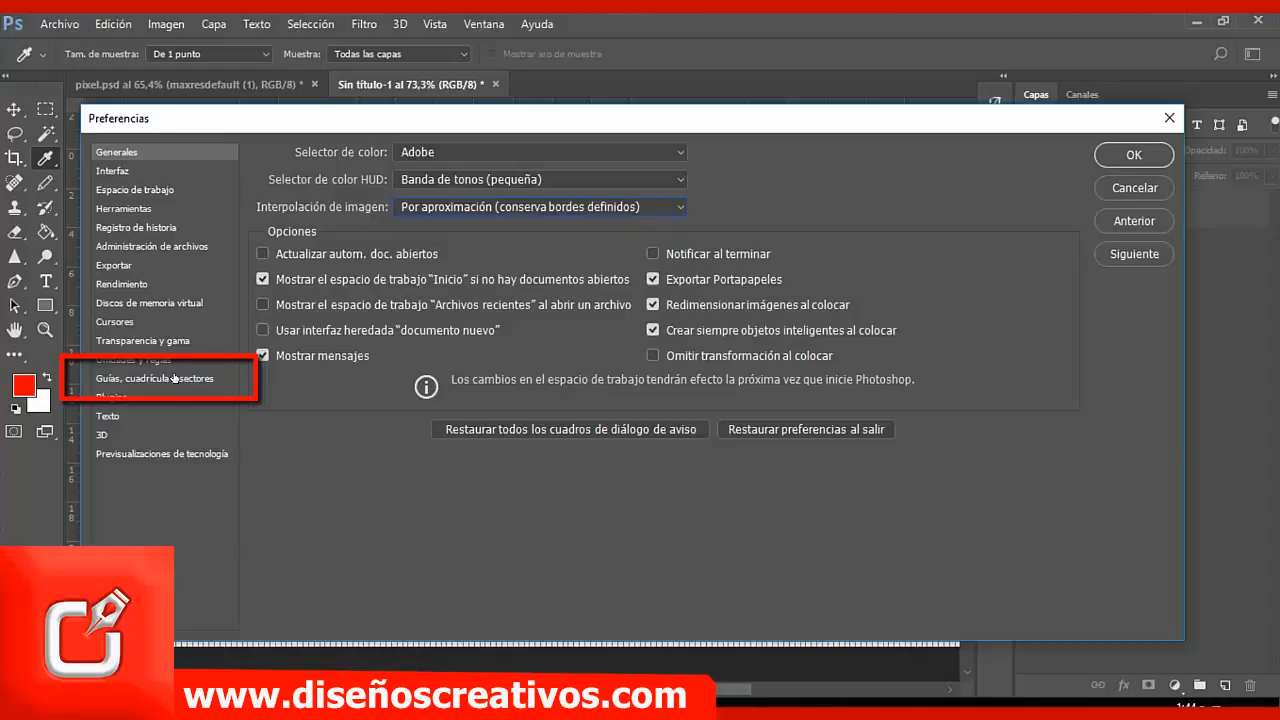 Ps Archivo Edición Imagen Capa Texto Selección Filtro 3D Vista Ventana Ayuda
Tam. de muestra: De 1 punto Muestra: Todas las capas Mostrar aro de muestra
pixel.psd al 65,4% (maxresdefault (1), RGB/8) * Sin título-1 al 73,3% (RGB/8) *
Capas Canales
Preferencias
Opacidad: 100%
Relleno: 100%
Generales
Interfaz
Espacio de trabajo
Herramientas
Registro de historia
Administración de archivos
Exportar
Rendimiento
Discos de memoria virtual
Cursores
Transparencia y gama
Unidades y reglas
Guías, cuadrícula y sectores
Plugins
Texto
3D
Previsualizaciones de tecnología
Selector de color: Adobe
Selector de color HUD: Banda de tonos (pequeña)
Interpolación de imagen: Por aproximación (conserva bordes definidos)
Opciones
Actualizar autom. doc. abiertos
Mostrar el espacio de trabajo "Inicio" si no hay documentos abiertos
Mostrar el espacio de trabajo "Archivos recientes" al abrir un archivo
Usar interfaz heredada "documento nuevo"
Mostrar mensajes
Notificar al terminar
Exportar Portapapeles
Redimensionar imágenes al colocar
Crear siempre objetos inteligentes al colocar
Omitir transformación al colocar
Los cambios en el espacio de trabajo tendrán efecto la próxima vez que inicie Photoshop.
Restaurar todos los cuadros de diálogo de aviso
Restaurar preferencias al salir
OK
Cancelar
Anterior
Siguiente
www.diseñoscreativos.com